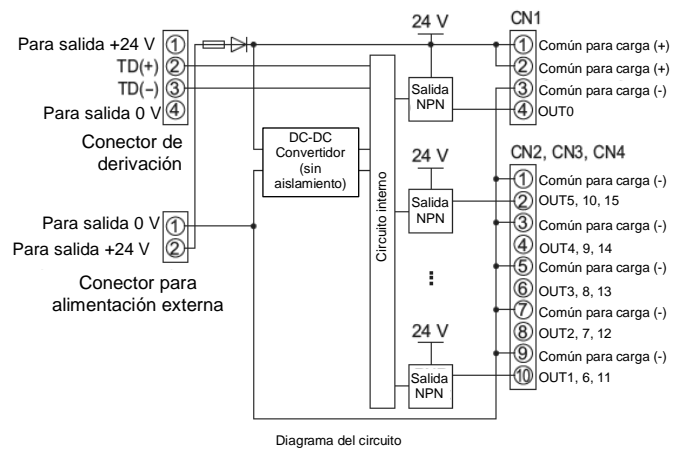 Para salida +24 V ①
TD(+) ②
TD(−) ③
Para salida 0 V ④
Conector de
derivación
Para salida 0 V ①
Para salida +24 V ②
Conector para
alimentación externa
DC-DC
Convertidor
(sin
aislamiento)
Circuito interno
24 V
Salida
NPN
24 V
Salida
NPN
24 V
Salida
NPN
CN1
① Común para carga (+)
② Común para carga (+)
③ Común para carga (-)
④ OUT0
CN2, CN3, CN4
① Común para carga (-)
② OUT5, 10, 15
③ Común para carga (-)
④ OUT4, 9, 14
⑤ Común para carga (-)
⑥ OUT3, 8, 13
⑦ Común para carga (-)
⑧ OUT2, 7, 12
⑨ Común para carga (-)
⑩ OUT1, 6, 11
Diagrama del circuito